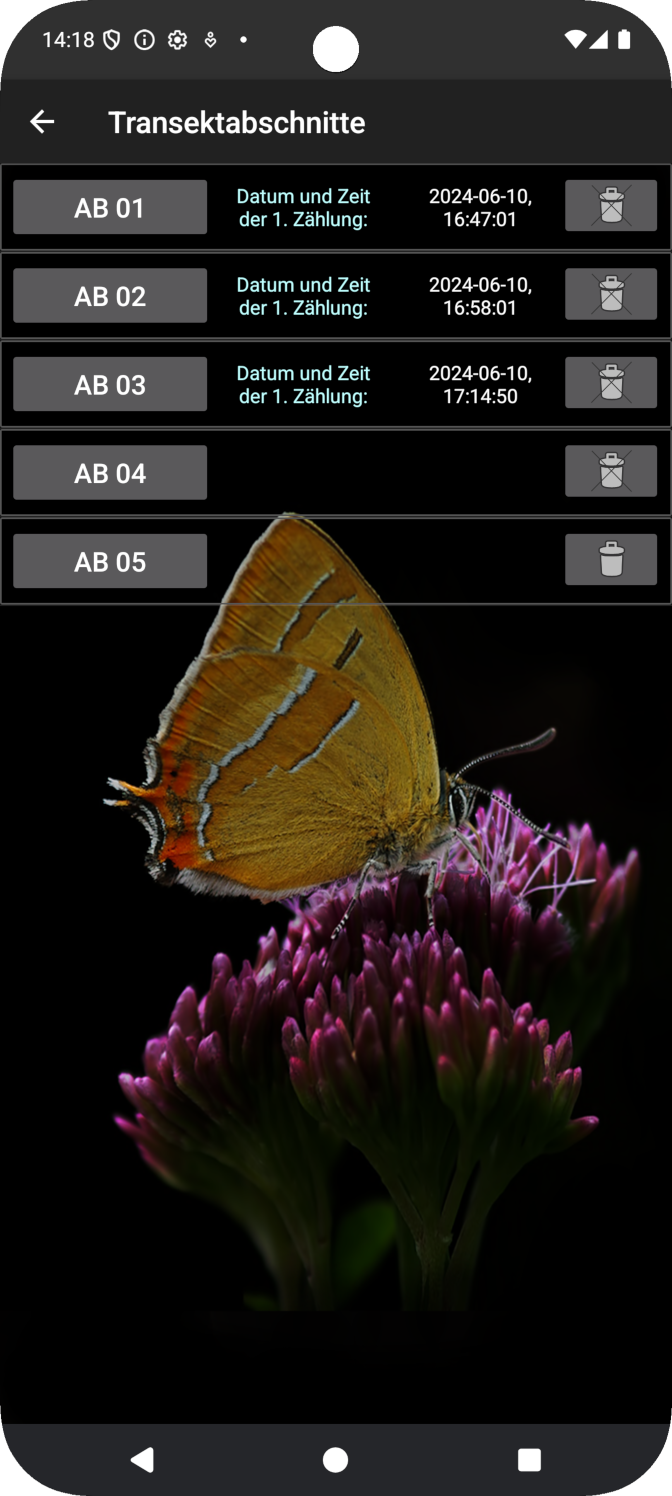 14:18
Transektabschnitte
AB 01
Datum und Zeit
der 1. Zählung:
2024-06-10,
16:47:01
AB 02
Datum und Zeit
der 1. Zählung:
2024-06-10,
16:58:01
AB 03
Datum und Zeit
der 1. Zählung:
2024-06-10,
17:14:50
AB 04
AB 05